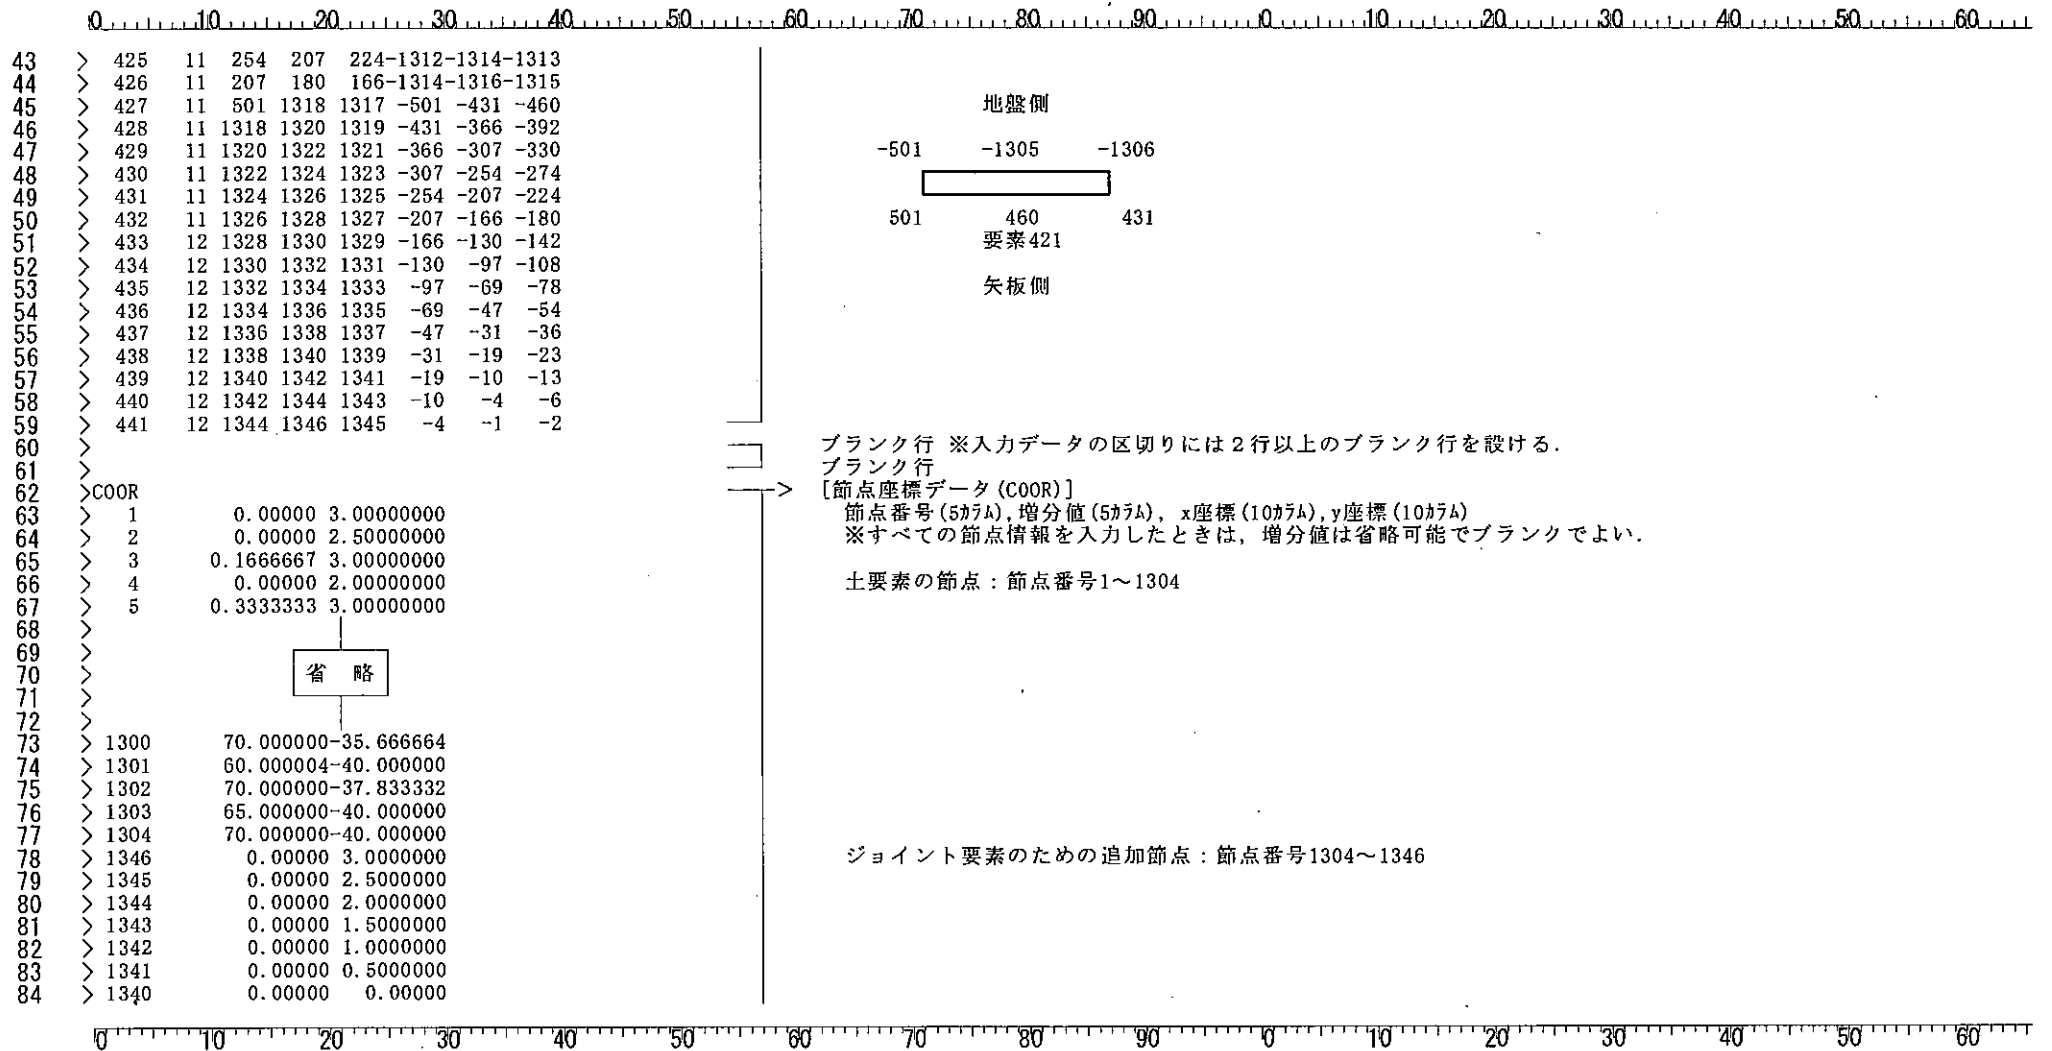 0 10 20 30 40 50 60 70 80 90 0 10 20 30 40 50 60
43 > 425 11 254 207 224-1312-1314-1313
44 > 426 11 207 180 166-1314-1316-1315
45 > 427 11 501 1318 1317 -501 -431 -460 地盤側
46 > 428 11 1318 1320 1319 -431 -366 -392
47 > 429 11 1320 1322 1321 -366 -307 -330 -501 -1305 -1306
48 > 430 11 1322 1324 1323 -307 -254 -274
49 > 431 11 1324 1326 1325 -254 -207 -224
50 > 432 11 1326 1328 1327 -207 -166 -180 501 460 431
51 > 433 12 1328 1330 1329 -166 -130 -142 要素421
52 > 434 12 1330 1332 1331 -130 -97 -108
53 > 435 12 1332 1334 1333 -97 -69 -78 矢板側
54 > 436 12 1334 1336 1335 -69 -47 -54
55 > 437 12 1336 1338 1337 -47 -31 -36
56 > 438 12 1338 1340 1339 -31 -19 -23
57 > 439 12 1340 1342 1341 -19 -10 -13
58 > 440 12 1342 1344 1343 -10 -4 -6
59 > 441 12 1344 1346 1345 -4 -1 -2
60 > ブランク行 ※入力データの区切りには2行以上のブランク行を設ける.
61 > ブランク行
62 >COOR [節点座標データ(COOR)]
63 > 1 0.00000 3.00000000 節点番号(5ｶﾗﾑ),増分値(5ｶﾗﾑ), x座標(10ｶﾗﾑ),y座標(10ｶﾗﾑ)
64 > 2 0.00000 2.50000000 ※すべての節点情報を入力したときは, 増分値は省略可能でブランクでよい.
65 > 3 0.1666667 3.00000000
66 > 4 0.00000 2.00000000 土要素の節点：節点番号1～1304
67 > 5 0.3333333 3.00000000
68 >
69 >
70 > 省 略
71 >
72 >
73 > 1300 70.000000-35.666664
74 > 1301 60.000004-40.000000
75 > 1302 70.000000-37.833332
76 > 1303 65.000000-40.000000
77 > 1304 70.000000-40.000000
78 > 1346 0.00000 3.0000000 ジョイント要素のための追加節点：節点番号1304～1346
79 > 1345 0.00000 2.5000000
80 > 1344 0.00000 2.0000000
81 > 1343 0.00000 1.5000000
82 > 1342 0.00000 1.0000000
83 > 1341 0.00000 0.5000000
84 > 1340 0.00000 0.00000
0 10 20 30 40 50 60 70 80 90 0 10 20 30 40 50 60